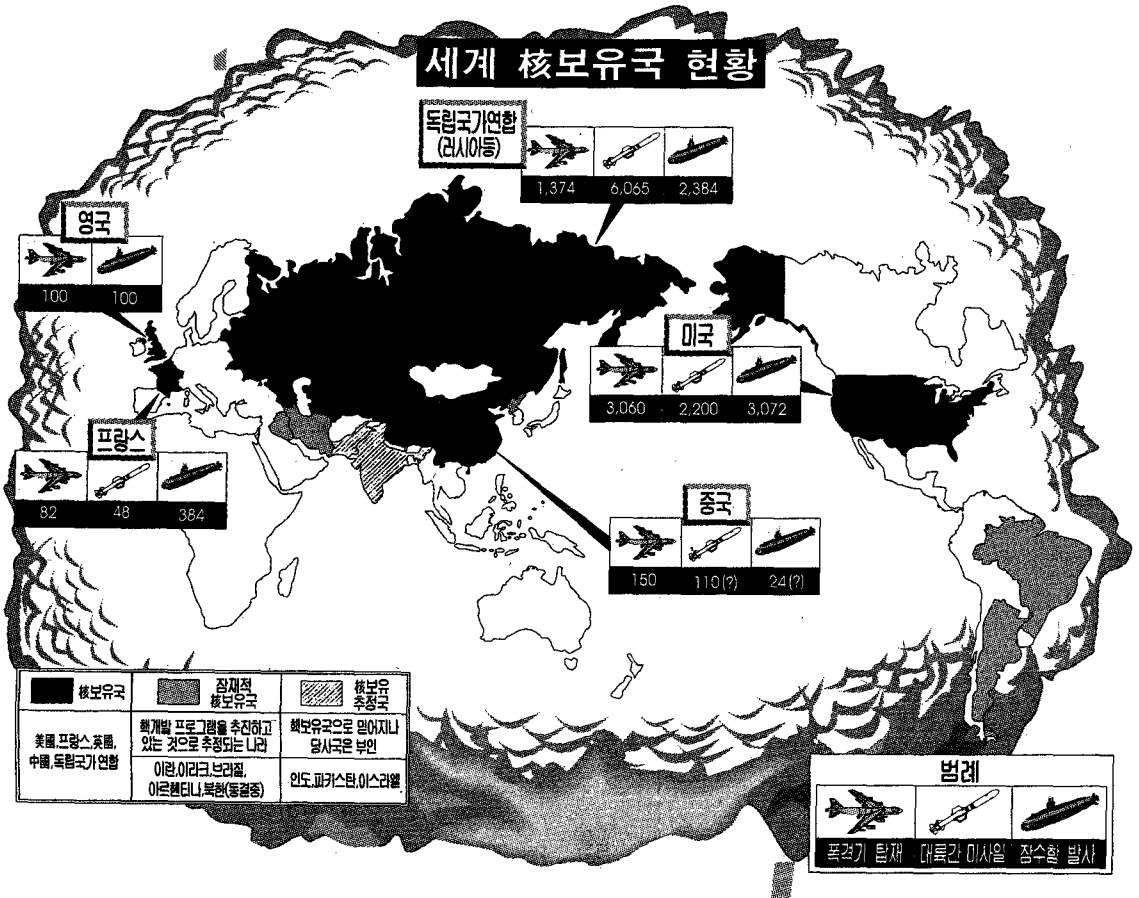 세계 核보유국 현황
독립국가연합
(러시아등)
1,374 6,065 2,384
영국
100 100
미국
3,060 2,200 3,072
프랑스
82 48 384
중국
150 110(?) 24(?)
核보유국
잠재적
核보유국
核보유
추정국
美國,프랑스,英國,
中國,독립국가연합
핵개발 프로그램을 추진하고
있는 것으로 추정되는 나라
핵보유국으로 믿어지나
당사국은 부인
이란,이라크,브라질,
아르헨티나,북한(동결중)
인도,파키스탄,이스라엘
범례
폭격기 탑재 대륙간 미사일 잠수함 발사